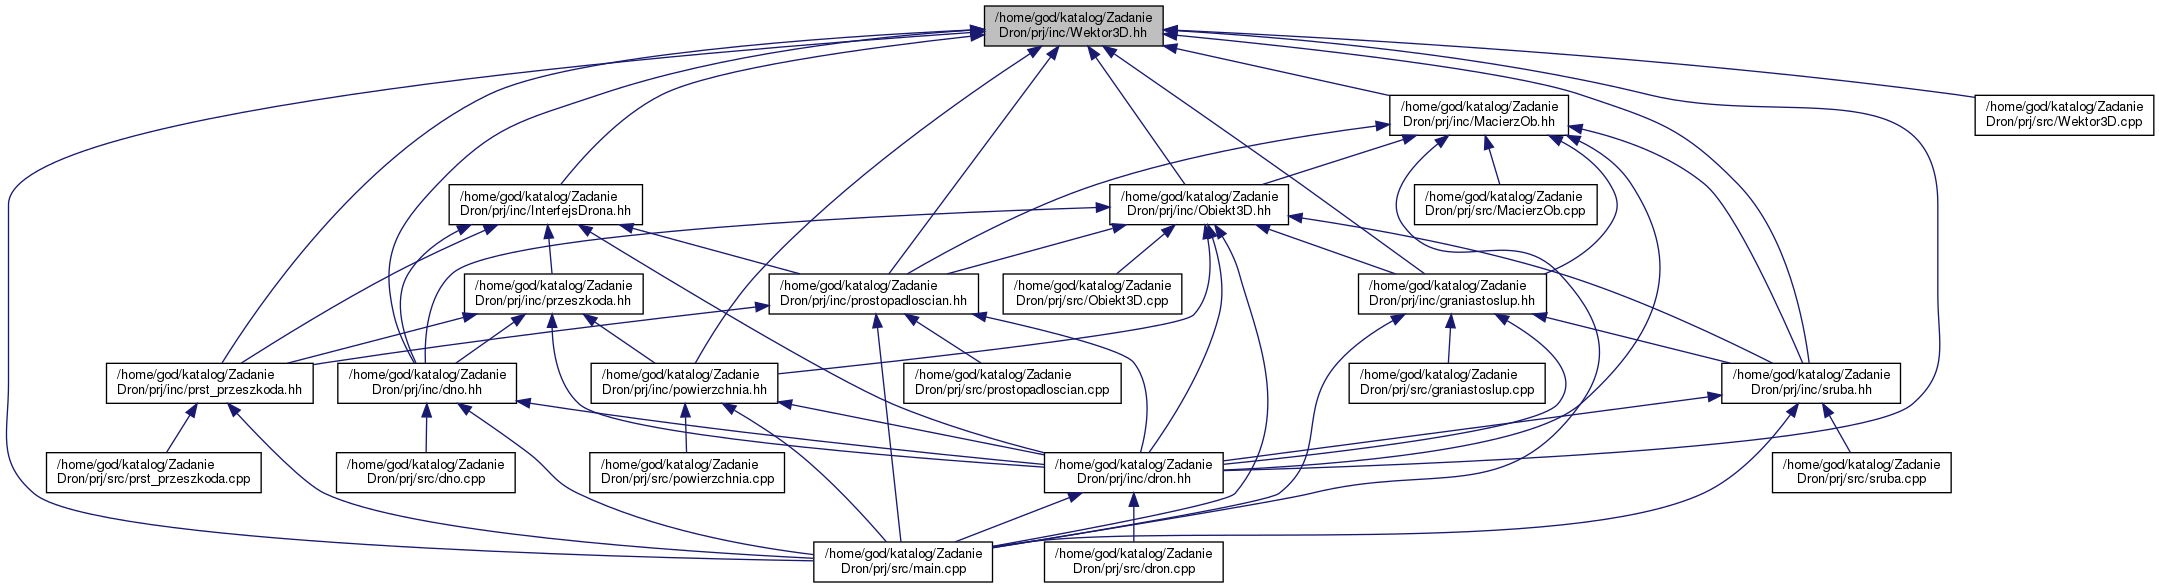 /home/god/katalog/Zadanie
Dron/prj/inc/Wektor3D.hh
/home/god/katalog/Zadanie
Dron/prj/inc/MacierzOb.hh
/home/god/katalog/Zadanie
Dron/prj/src/Wektor3D.cpp
/home/god/katalog/Zadanie
Dron/prj/inc/InterfejsDrona.hh
/home/god/katalog/Zadanie
Dron/prj/inc/Obiekt3D.hh
/home/god/katalog/Zadanie
Dron/prj/src/MacierzOb.cpp
/home/god/katalog/Zadanie
Dron/prj/inc/przeszkoda.hh
/home/god/katalog/Zadanie
Dron/prj/inc/prostopadloscian.hh
/home/god/katalog/Zadanie
Dron/prj/src/Obiekt3D.cpp
/home/god/katalog/Zadanie
Dron/prj/inc/graniastoslup.hh
/home/god/katalog/Zadanie
Dron/prj/inc/prst_przeszkoda.hh
/home/god/katalog/Zadanie
Dron/prj/inc/dno.hh
/home/god/katalog/Zadanie
Dron/prj/inc/powierzchnia.hh
/home/god/katalog/Zadanie
Dron/prj/src/prostopadloscian.cpp
/home/god/katalog/Zadanie
Dron/prj/src/graniastoslup.cpp
/home/god/katalog/Zadanie
Dron/prj/inc/sruba.hh
/home/god/katalog/Zadanie
Dron/prj/src/prst_przeszkoda.cpp
/home/god/katalog/Zadanie
Dron/prj/src/dno.cpp
/home/god/katalog/Zadanie
Dron/prj/src/powierzchnia.cpp
/home/god/katalog/Zadanie
Dron/prj/inc/dron.hh
/home/god/katalog/Zadanie
Dron/prj/src/sruba.cpp
/home/god/katalog/Zadanie
Dron/prj/src/main.cpp
/home/god/katalog/Zadanie
Dron/prj/src/dron.cpp